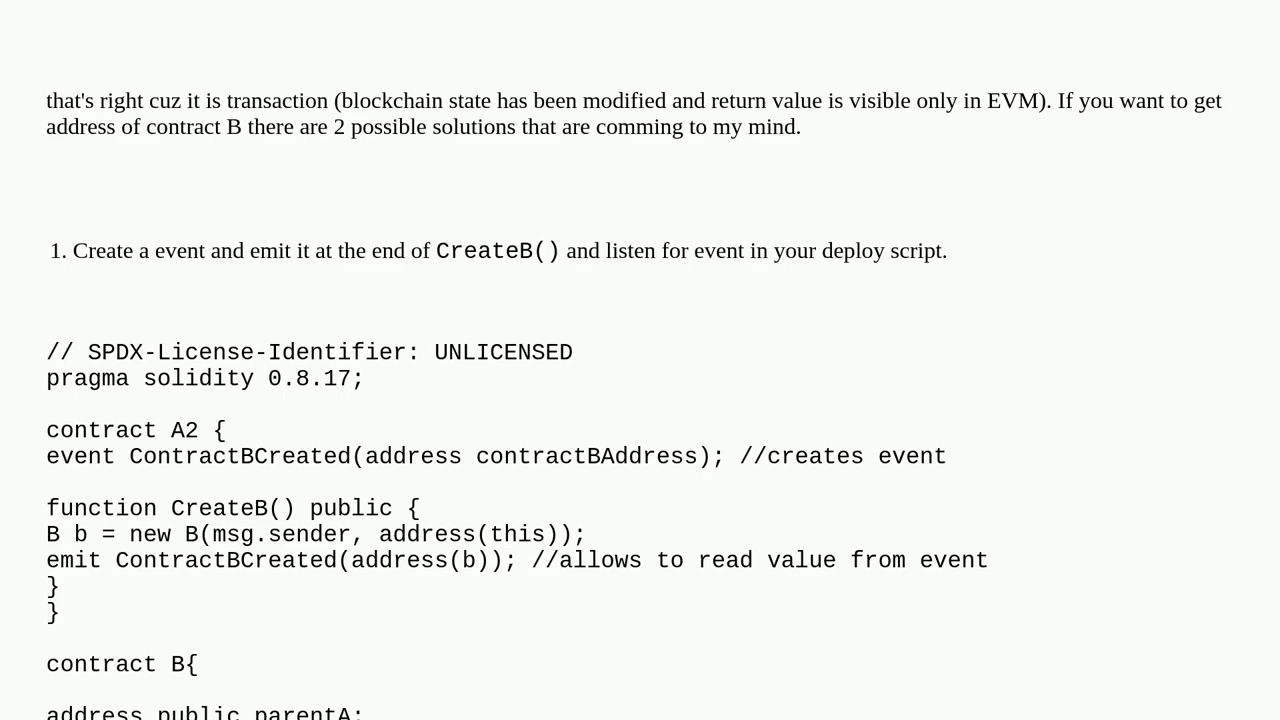 that's right cuz it is transaction (blockchain state has been modified and return value is visible only in EVM). If you want to get
address of contract B there are 2 possible solutions that are comming to my mind.
1. Create a event and emit it at the end of CreateB() and listen for event in your deploy script.
// SPDX-License-Identifier: UNLICENSED
pragma solidity 0.8.17;
contract A2 {
event ContractBCreated(address contractBAddress); //creates event
function CreateB() public {
B b = new B(msg.sender, address(this));
emit ContractBCreated(address(b)); //allows to read value from event
}
}
contract B{
address public parentA;